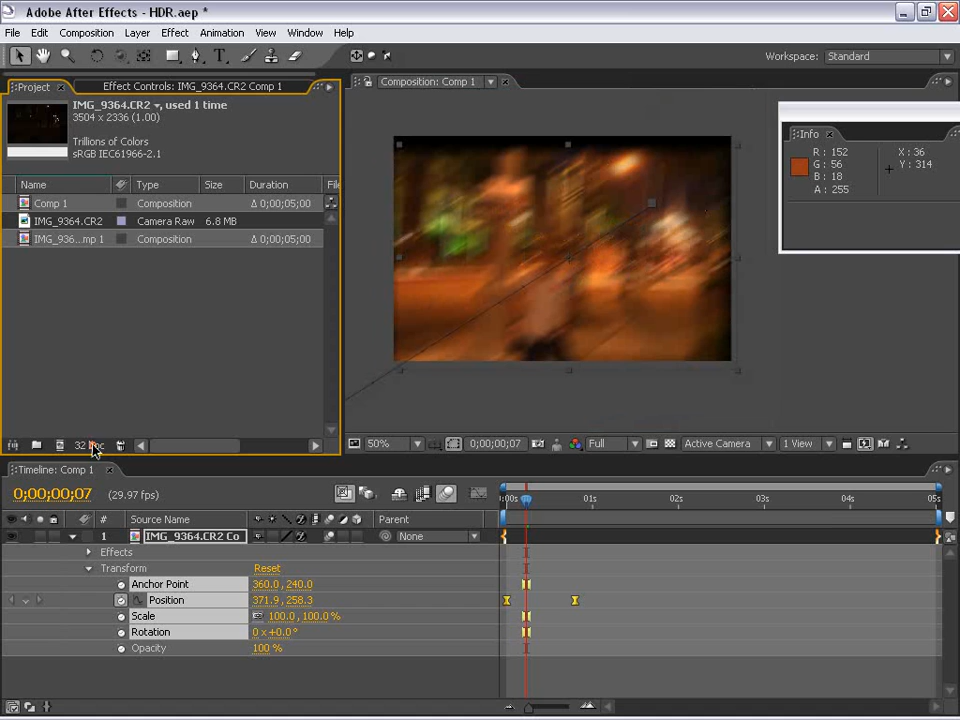 Adobe After Effects - HDR.aep *
File Edit Composition Layer Effect Animation View Window Help
Workspace: Standard
Project Effect Controls: IMG_9364.CR2 Comp 1
Composition: Comp 1
IMG_9364.CR2 , used 1 time
3504 x 2336 (1.00)
Trillions of Colors
sRGB IEC61966-2.1
Info
R : 152
G : 56
B : 18
A : 255
X : 36
Y : 314
Name Type Size Duration
Comp 1 Composition Δ 0;00;05;00
IMG_9364.CR2 Camera Raw 6.8 MB
IMG_936...mp 1 Composition Δ 0;00;05;00
50% 0;00;00;07 Full Active Camera 1 View
Timeline: Comp 1
0;00;00;07 (29.97 fps)
:00s 01s 02s 03s 04s 05s
# Source Name Parent
1 IMG_9364.CR2 Co None
Effects
Transform Reset
Anchor Point 360.0, 240.0
Position 371.9, 258.3
Scale 100.0, 100.0%
Rotation 0 x +0.0°
Opacity 100 %